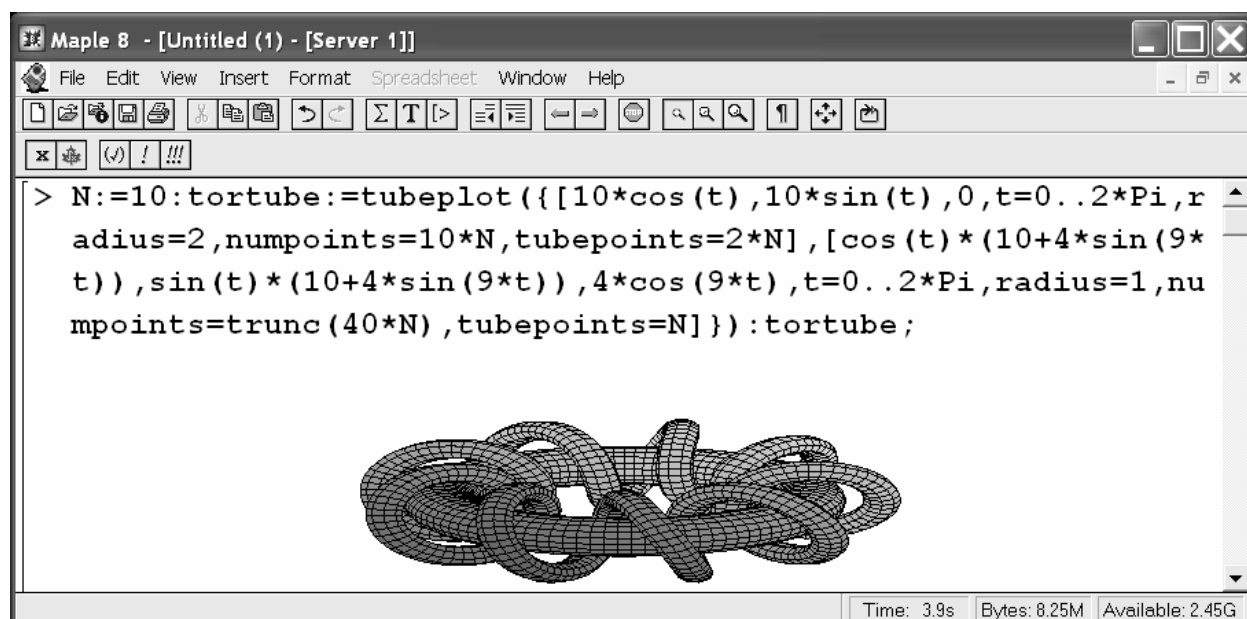 Maple 8 - [Untitled (1) - [Server 1]]
File Edit View Insert Format Spreadsheet Window Help
Σ T [> STOP ¶
x (√) ! !!!
> N:=10:tortube:=tubeplot({[10*cos(t),10*sin(t),0,t=0..2*Pi,r
adius=2,numpoints=10*N,tubepoints=2*N],[cos(t)*(10+4*sin(9*
t)),sin(t)*(10+4*sin(9*t)),4*cos(9*t),t=0..2*Pi,radius=1,nu
mpoints=trunc(40*N),tubepoints=N]}):tortube;
Time: 3.9s Bytes: 8.25M Available: 2.45G